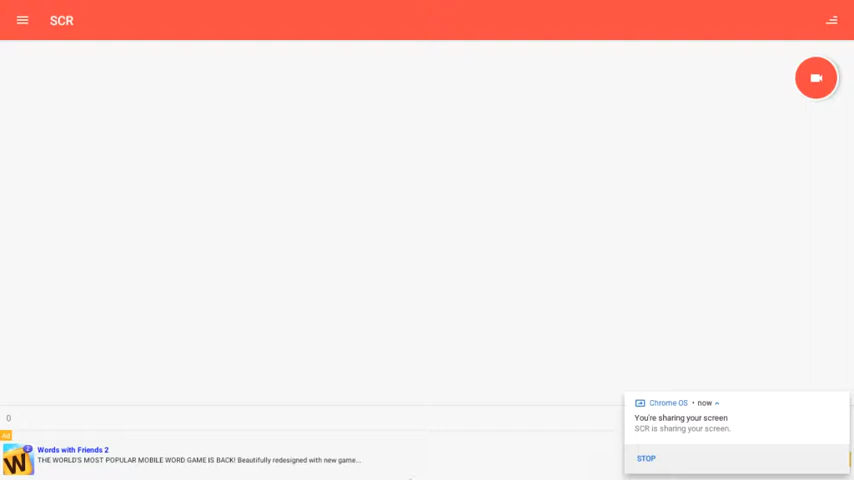 SCR
0
Chrome OS • now
You're sharing your screen
SCR is sharing your screen.
STOP
Ad
Words with Friends 2
THE WORLD'S MOST POPULAR MOBILE WORD GAME IS BACK! Beautifully redesigned with new game...